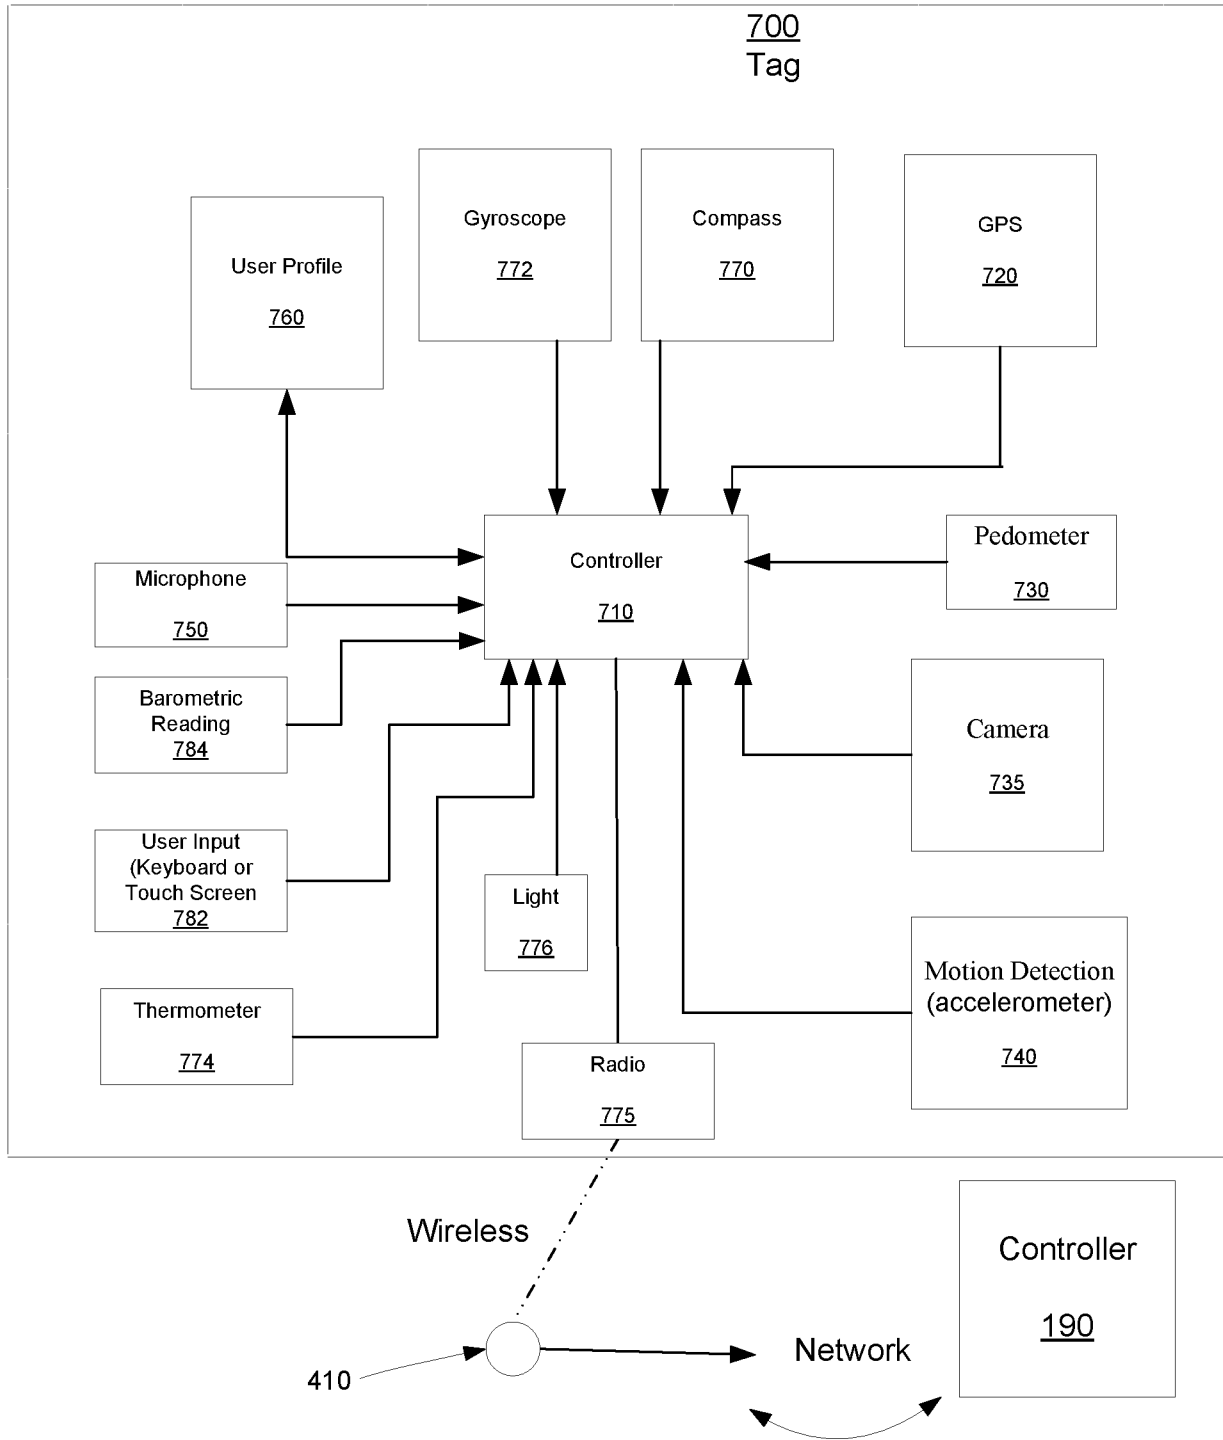 700
Tag
Gyroscope
772
Compass
770
GPS
720
User Profile
760
Microphone
750
Controller
710
Pedometer
730
Barometric
Reading
784
Camera
735
User Input
(Keyboard or
Touch Screen
782
Light
776
Motion Detection
(accelerometer)
740
Thermometer
774
Radio
775
Wireless
Controller
190
Network
410